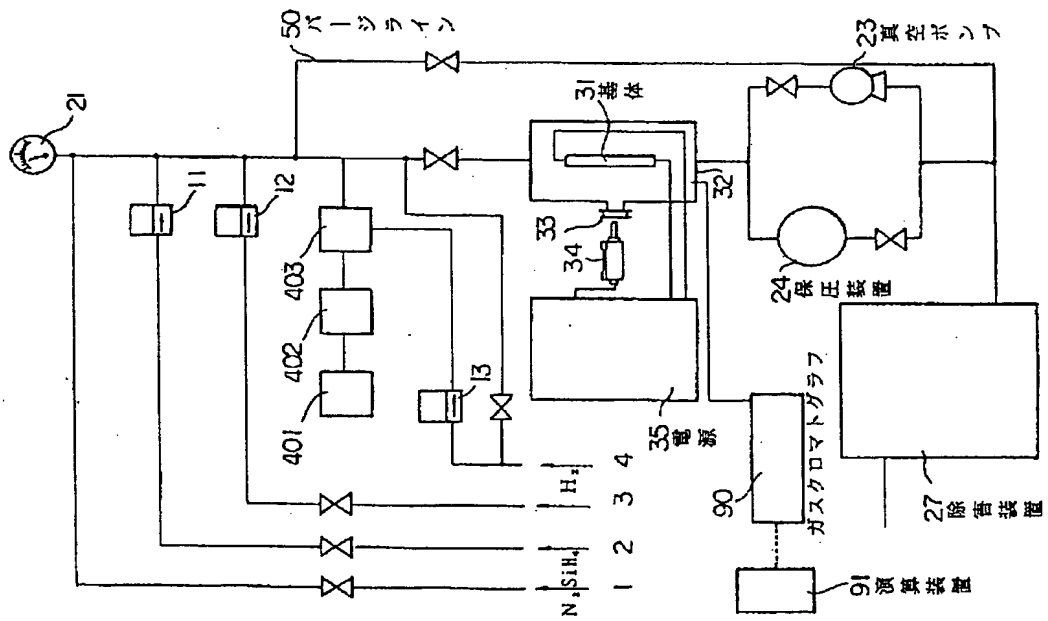 21
50 パージライン
11
12
403
402
401
13
31 基体
32
33
34
35 電源
23 真空ポンプ
24 保圧装置
27 除害装置
90 ガスクロマトグラフ
91 演算装置
N₂ SiH₄ H₂
1 2 3 4